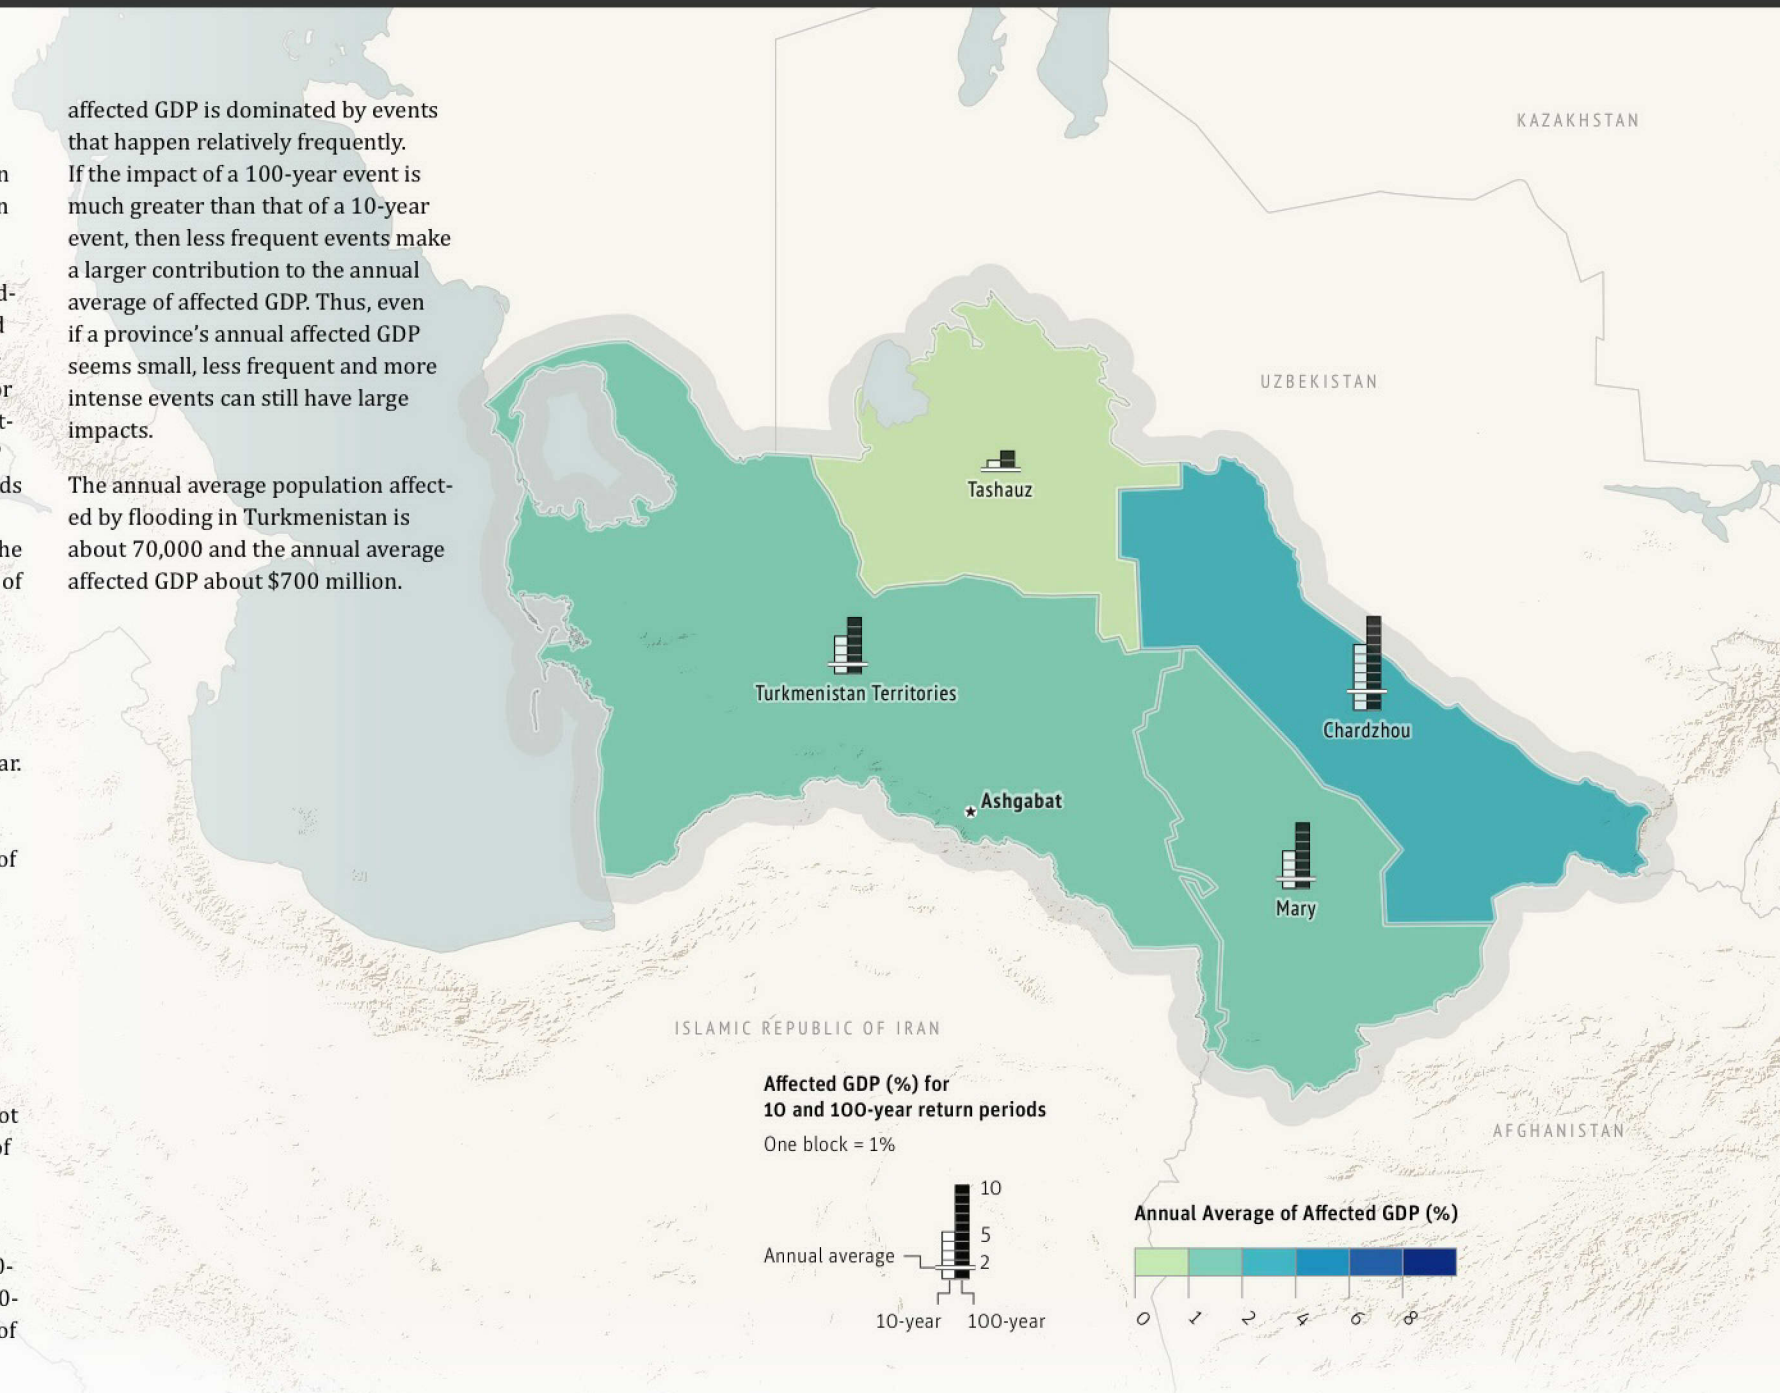 affected GDP is dominated by events
that happen relatively frequently.
If the impact of a 100-year event is
much greater than that of a 10-year
event, then less frequent events make
a larger contribution to the annual
average of affected GDP. Thus, even
if a province's annual affected GDP
seems small, less frequent and more
intense events can still have large
impacts.
The annual average population affect-
ed by flooding in Turkmenistan is
about 70,000 and the annual average
affected GDP about $700 million.
KAZAKHSTAN
UZBEKISTAN
Tashauz
Turkmenistan Territories
Chardzhou
Ashgabat
Mary
ISLAMIC REPUBLIC OF IRAN
AFGHANISTAN
Affected GDP (%) for
10 and 100-year return periods
One block = 1%
10
5
Annual average
2
10-year 100-year
Annual Average of Affected GDP (%)
0 1 2 4 6 8